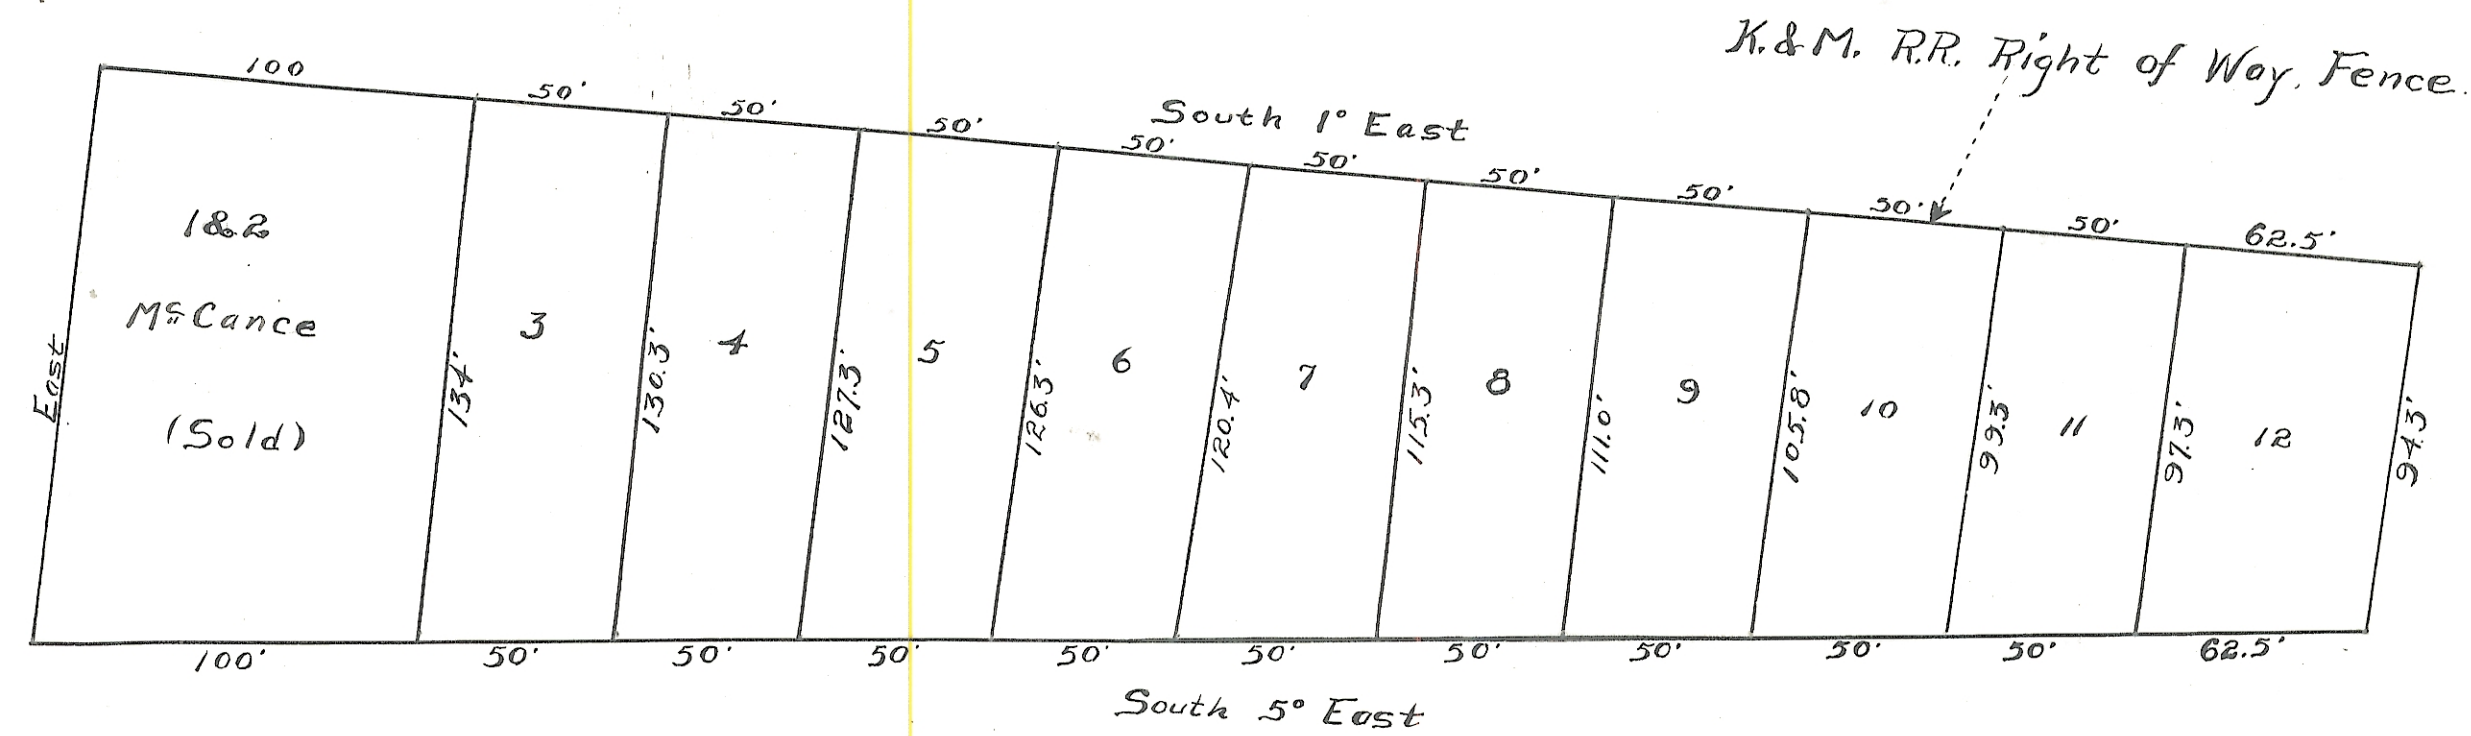 K.&M. R.R. Right of Way. Fence.
South 1° East
100 50' 50' 50' 50' 50' 50' 50' 50' 50' 62.5'
1&2
McCance
(Sold)
3 4 5 6 7 8 9 10 11 12
East 134' 130.3' 127.3' 126.3' 120.4' 115.3' 111.0' 105.8' 99.3' 97.3' 94.3'
100' 50' 50' 50' 50' 50' 50' 50' 50' 50' 62.5'
South 5° East